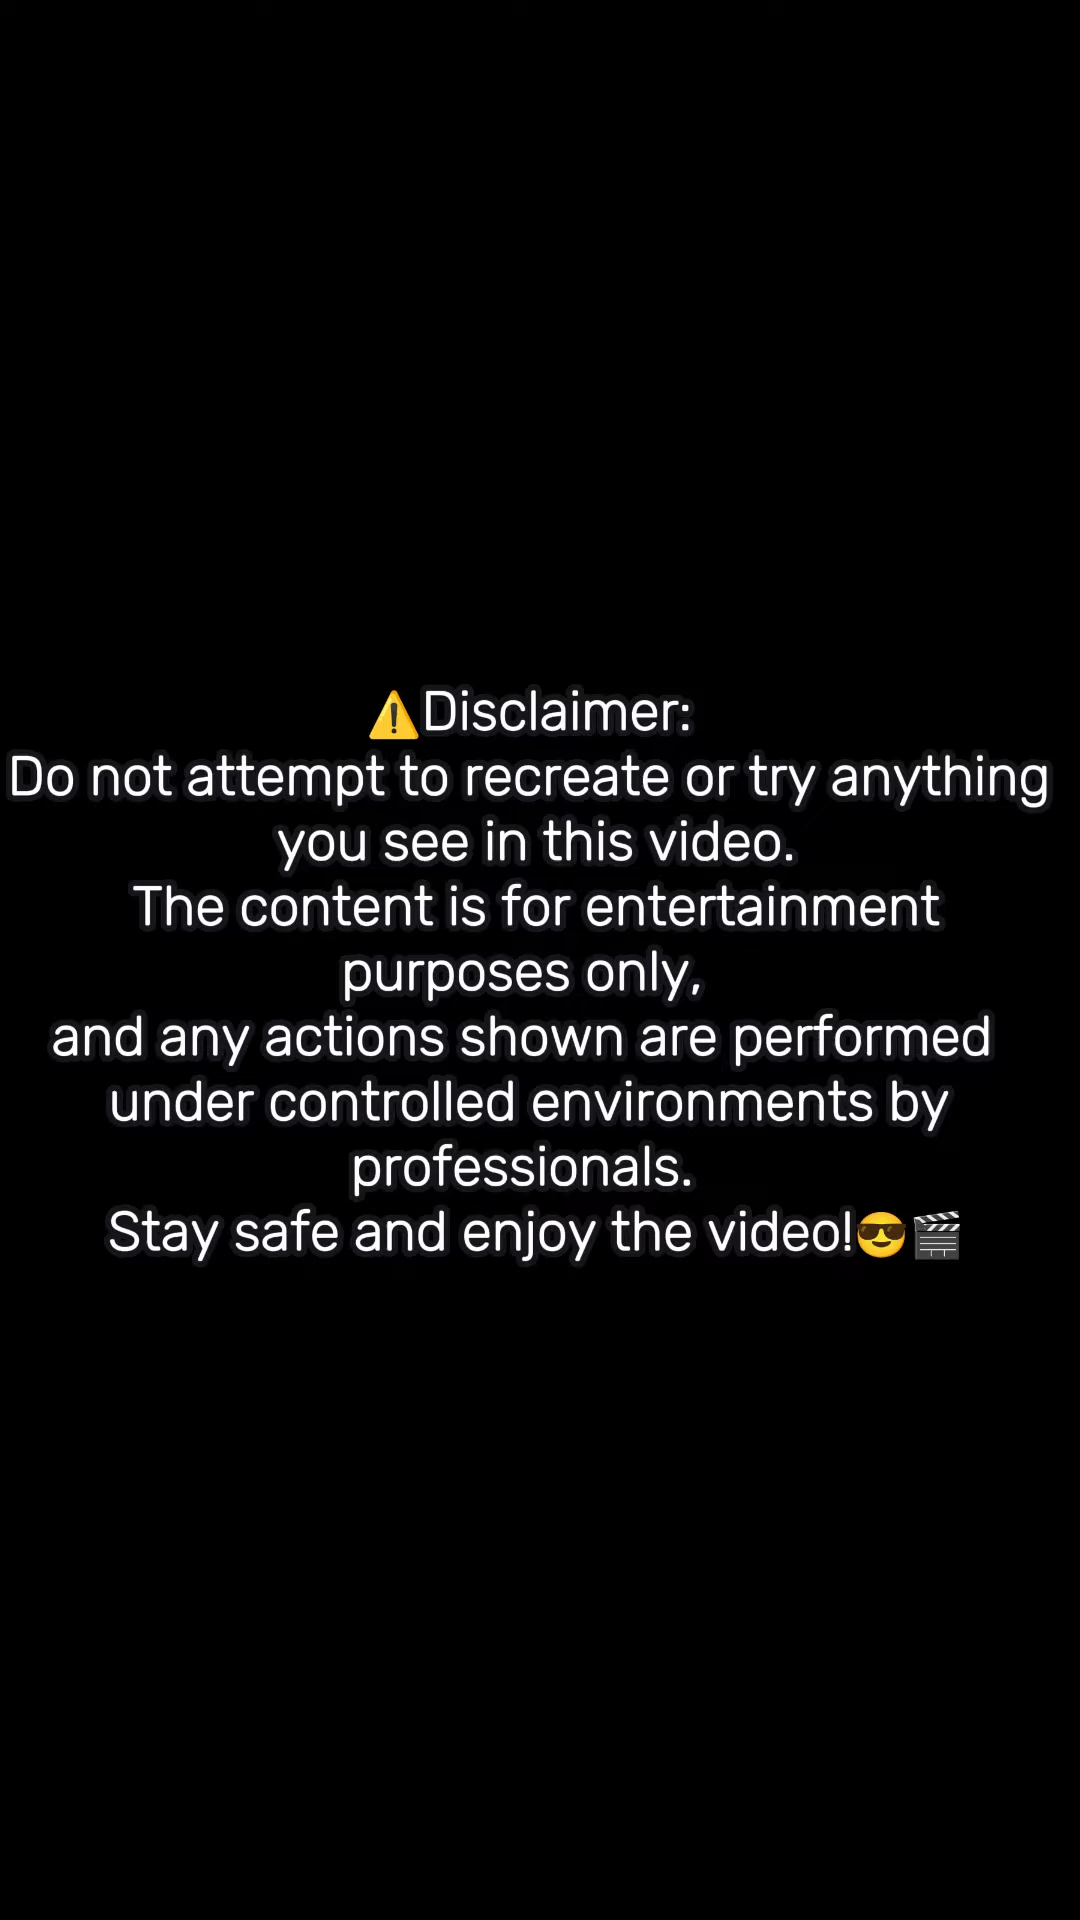 ⚠️Disclaimer:
Do not attempt to recreate or try anything
you see in this video.
The content is for entertainment
purposes only,
and any actions shown are performed
under controlled environments by
professionals.
Stay safe and enjoy the video!😎🎬